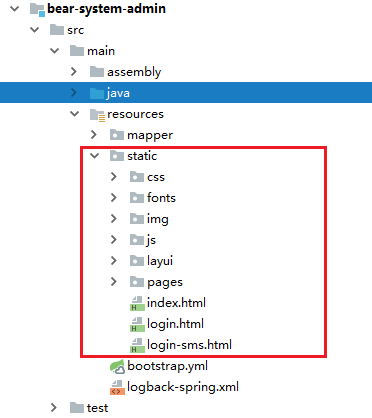 bear-system-admin
src
main
assembly
java
resources
mapper
static
css
fonts
img
js
layui
pages
index.html
login.html
login-sms.html
bootstrap.yml
logback-spring.xml
test